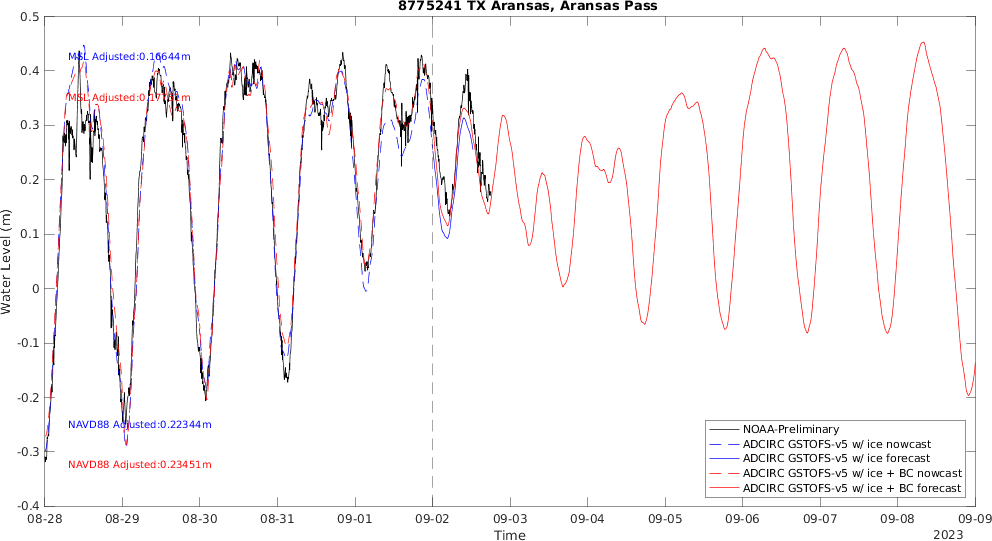 8775241 TX Aransas, Aransas Pass
0.5
0.4
0.3
0.2
0.1
0
-0.1
-0.2
-0.3
-0.4
Water Level (m)
MSL Adjusted:0.16644m
MSL
NAVD88 Adjusted:0.22344m
NAVD88 Adjusted:0.23451m
NOAA-Preliminary
ADCIRC GSTOFS-v5 w/ ice nowcast
ADCIRC GSTOFS-v5 w/ ice forecast
ADCIRC GSTOFS-v5 w/ ice + BC nowcast
ADCIRC GSTOFS-v5 w/ ice + BC forecast
08-28 08-29 08-30 08-31 09-01 09-02 09-03 09-04 09-05 09-06 09-07 09-08 09-09
Time
2023